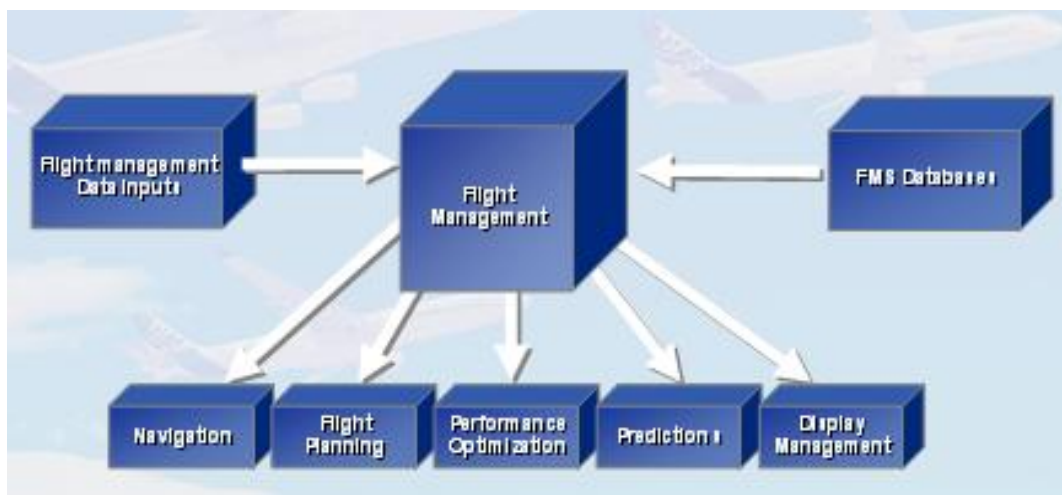 Flight management
Data inputs
Flight
Management
FMS Databases
Navigation
Flight
Planning
Performance
Optimization
Predictions
Display
Management